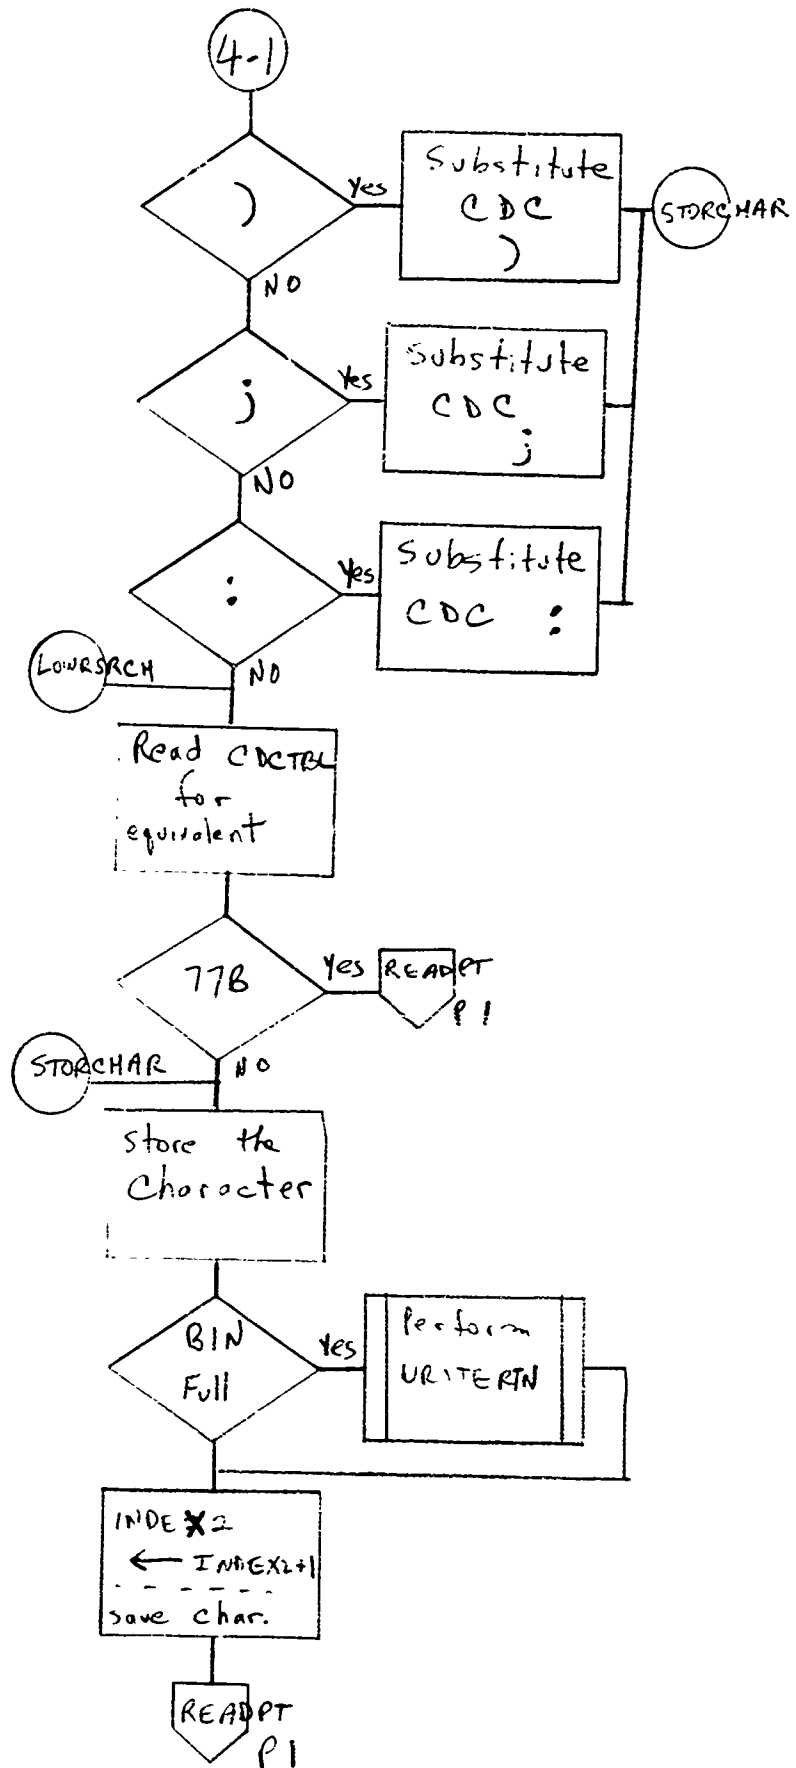 4-1
)
Yes
Substitute
CDC
)
STORCHAR
NO
;
Yes
Substitute
CDC
;
NO
:
Yes
Substitute
CDC :
NO
LOWRSRCH
Read CDCTBL
for
equivalent
77B
Yes
READPT
P1
STORCHAR
NO
Store the
Character
BIN
Full
Yes
Perform
WRITERTN
INDEX2
← INDEX2+1
save char.
READPT
P1